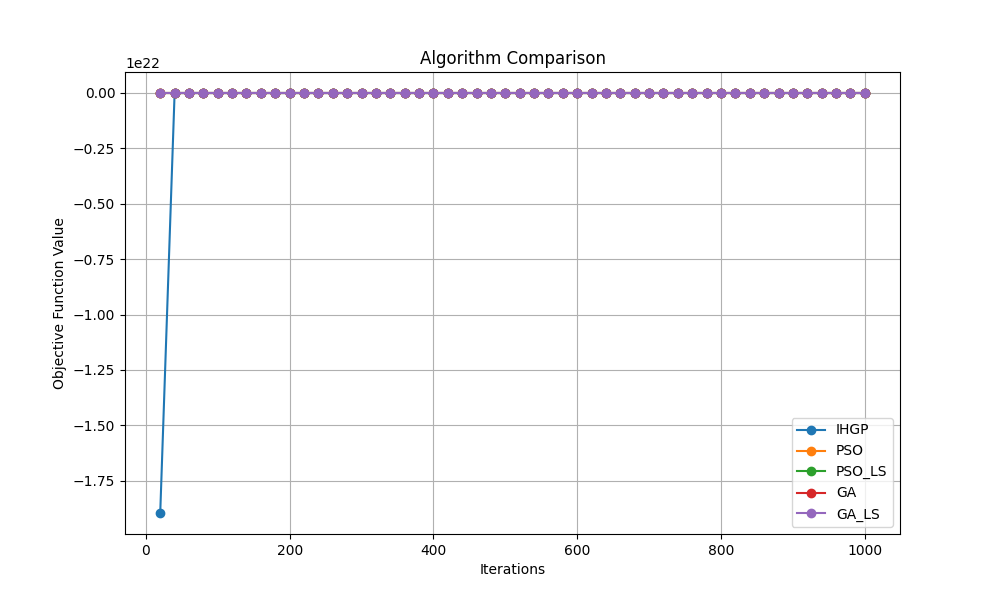 Algorithm Comparison
1e22
0.00
−0.25
−0.50
−0.75
−1.00
−1.25
−1.50
−1.75
Objective Function Value
0
200
400
600
800
1000
Iterations
IHGP
PSO
PSO_LS
GA
GA_LS